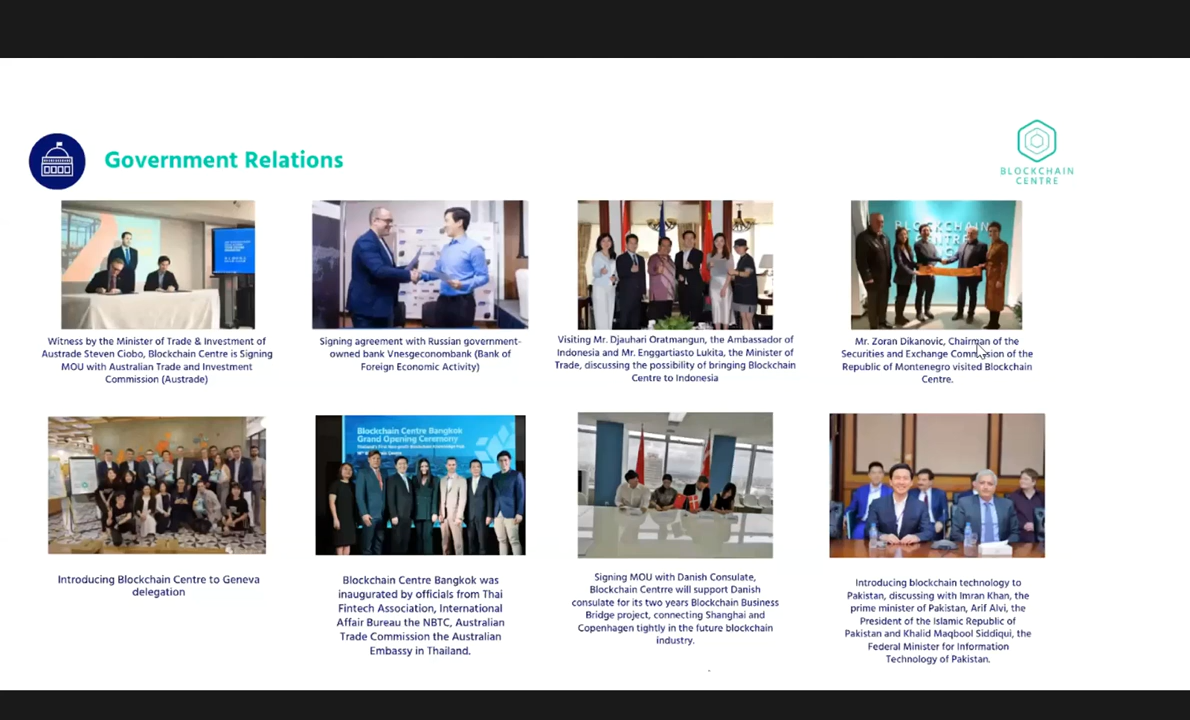 Government Relations
BLOCKCHAIN
CENTRE
BLOCKCHAIN
CENTRE
Witness by the Minister of Trade & Investment of
Austrade Steven Ciobo, Blockchain Centre is Signing
MOU with Australian Trade and Investment
Commission (Austrade)
Signing agreement with Russian government-
owned bank Vnesgeconombank (Bank of
Foreign Economic Activity)
Visiting Mr. Djauhari Oratmangun, the Ambassador of
Indonesia and Mr. Enggartiasto Lukita, the Minister of
Trade, discussing the possibility of bringing Blockchain
Centre to Indonesia
Mr. Zoran Dikanovic, Chairman of the
Securities and Exchange Commission of the
Republic of Montenegro visited Blockchain
Centre.
Blockchain Centre Bangkok
Grand Opening Ceremony
Introducing Blockchain Centre to Geneva
delegation
Blockchain Centre Bangkok was
inaugurated by officials from Thai
Fintech Association, International
Affair Bureau the NBTC, Australian
Trade Commission the Australian
Embassy in Thailand.
Signing MOU with Danish Consulate,
Blockchain Centrre will support Danish
consulate for its two years Blockchain Business
Bridge project, connecting Shanghai and
Copenhagen tightly in the future blockchain
industry.
Introducing blockchain technology to
Pakistan, discussing with Imran Khan, the
prime minister of Pakistan, Arif Alvi, the
President of the Islamic Republic of
Pakistan and Khalid Maqbool Siddiqui, the
Federal Minister for Information
Technology of Pakistan.